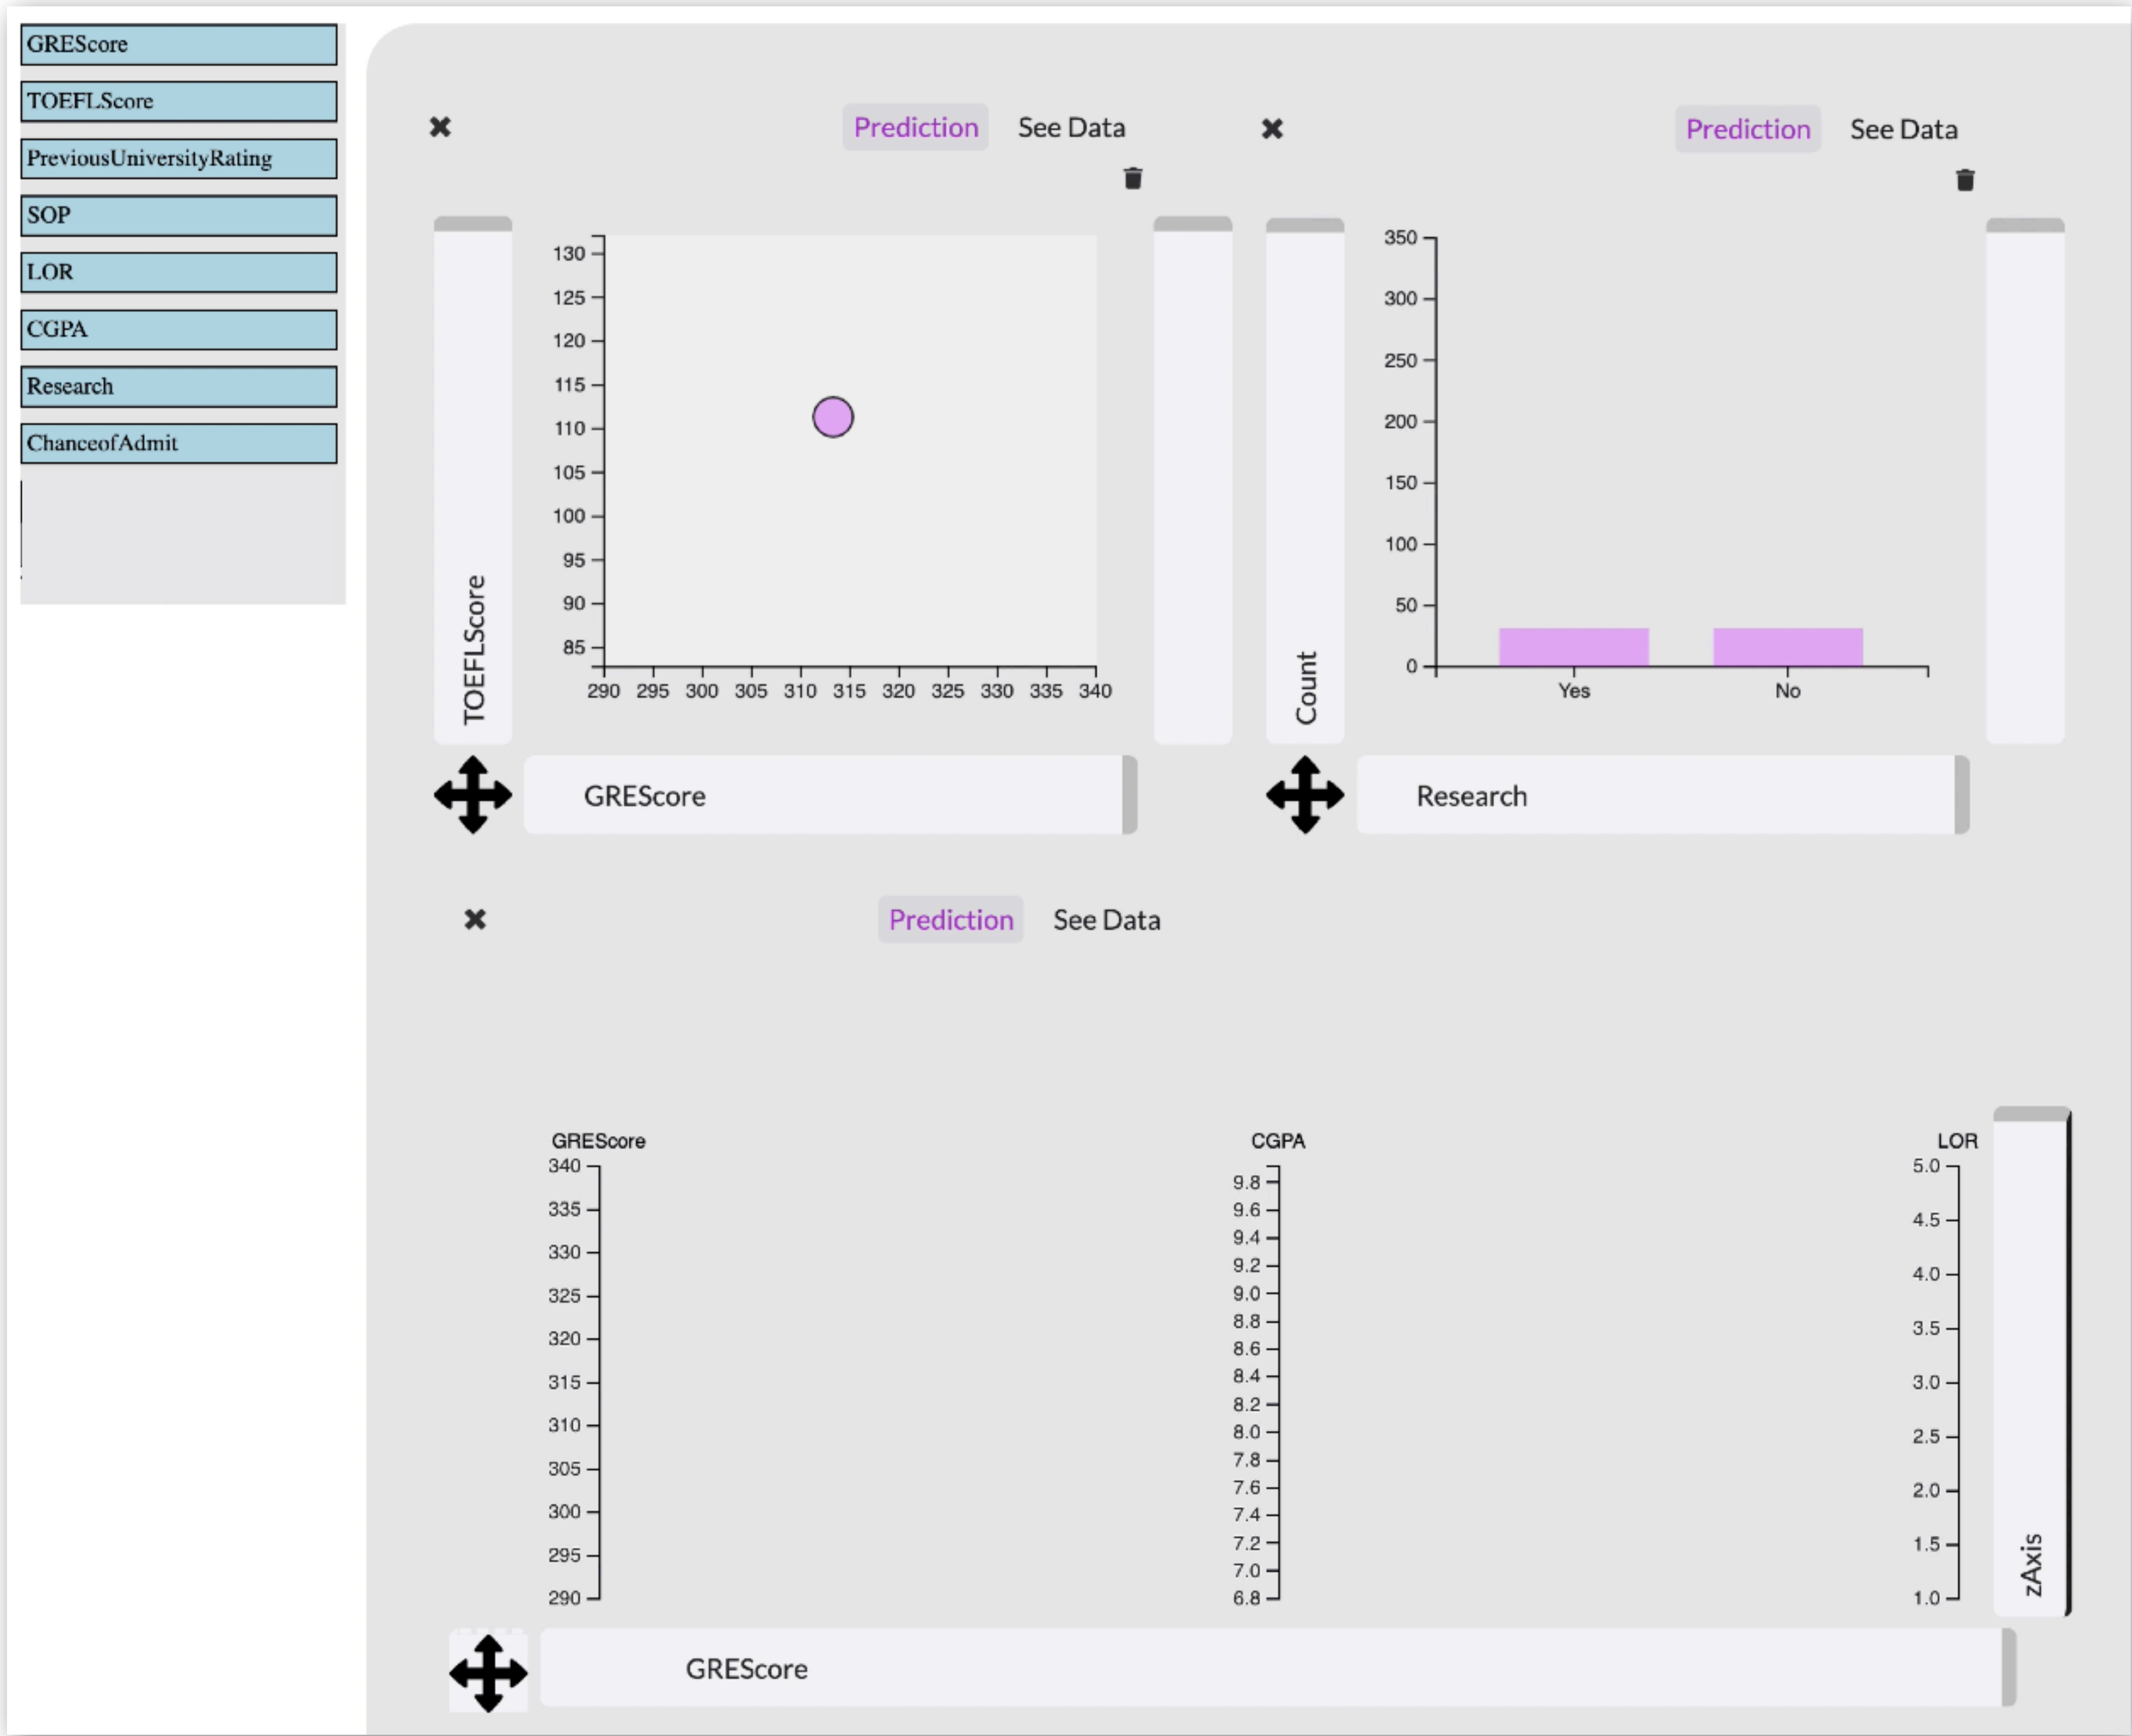 GREScore
TOEFLScore
PreviousUniversityRating
SOP
LOR
CGPA
Research
ChanceofAdmit
Prediction See Data
TOEFLScore
130
125
120
115
110
105
100
95
90
85
290 295 300 305 310 315 320 325 330 335 340
GREScore
Prediction See Data
Count
350
300
250
200
150
100
50
0
Yes No
Research
Prediction See Data
GREScore
340
335
330
325
320
315
310
305
300
295
290
CGPA
9.8
9.6
9.4
9.2
9.0
8.8
8.6
8.4
8.2
8.0
7.8
7.6
7.4
7.2
7.0
6.8
LOR
5.0
4.5
4.0
3.5
3.0
2.5
2.0
1.5
1.0
zAxis
GREScore